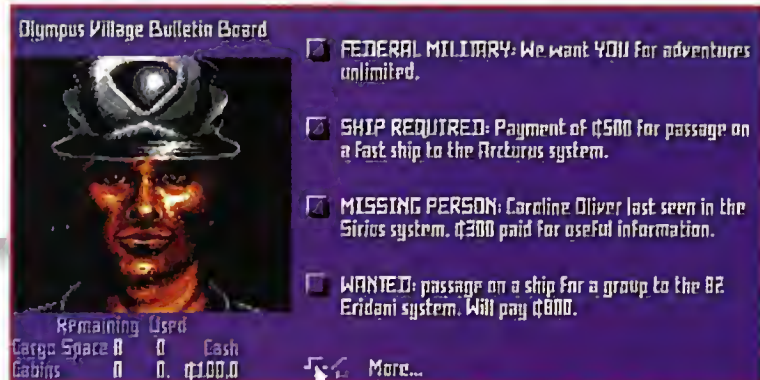 Olympus Village Bulletin Board
FEDERAL MILITARY: We want YOU for adventures
unlimited.
SHIP REQUIRED: Payment of ₵500 for passage on
a fast ship to the Arcturus system.
MISSING PERSON: Caroline Oliver last seen in the
Sirius system. ₵300 paid for useful information.
WANTED: passage on a ship for a group to the 82
Eridani system. Will pay ₵800.
Remaining Used
Cargo Space 8 0 Cash
Cabins 0 0. ₵100.0
More...